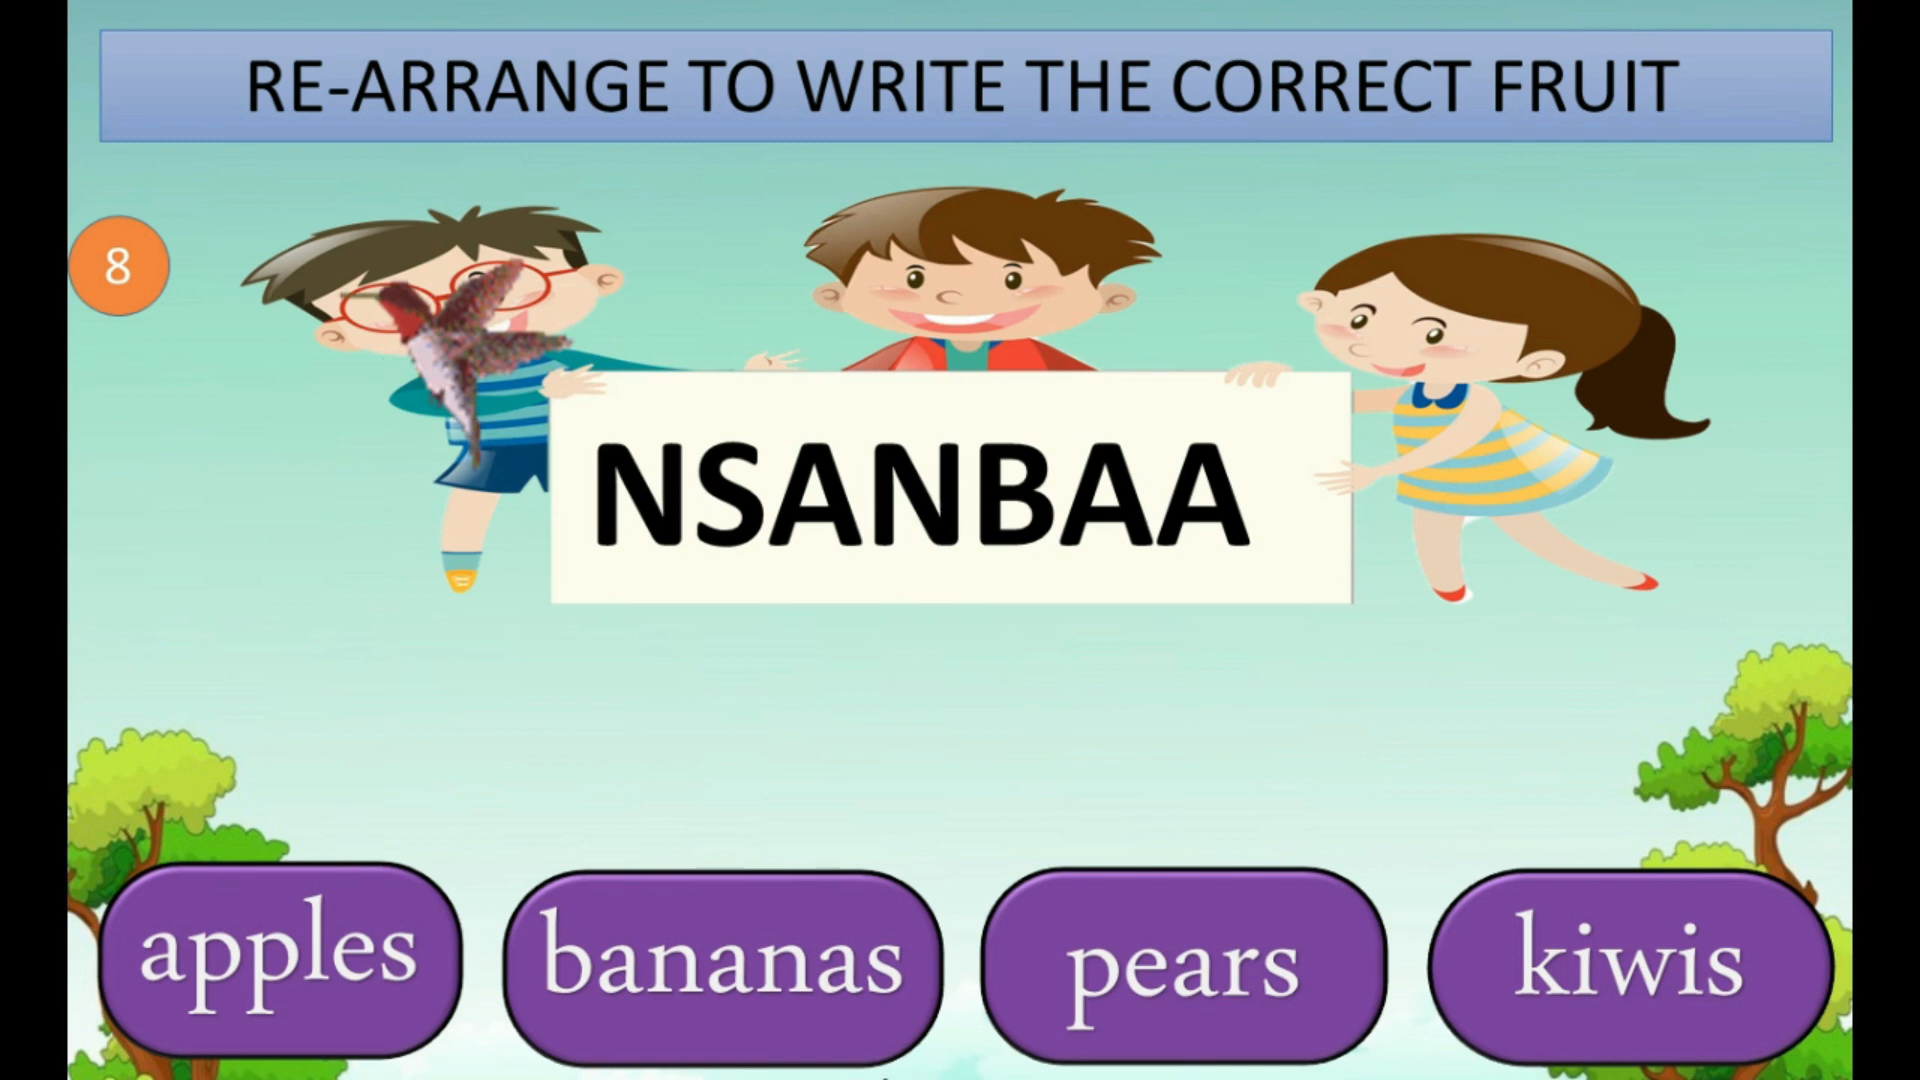 RE-ARRANGE TO WRITE THE CORRECT FRUIT
8
NSANBAA
apples bananas pears kiwis